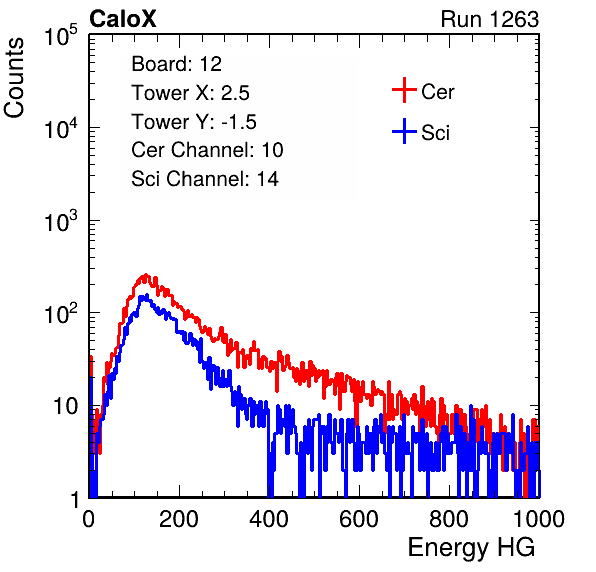 CaloX Run 1263
Counts
10^5
10^4
10^3
10^2
10
1
Board: 12
Tower X: 2.5
Tower Y: -1.5
Cer Channel: 10
Sci Channel: 14
Cer
Sci
0 200 400 600 800 1000
Energy HG